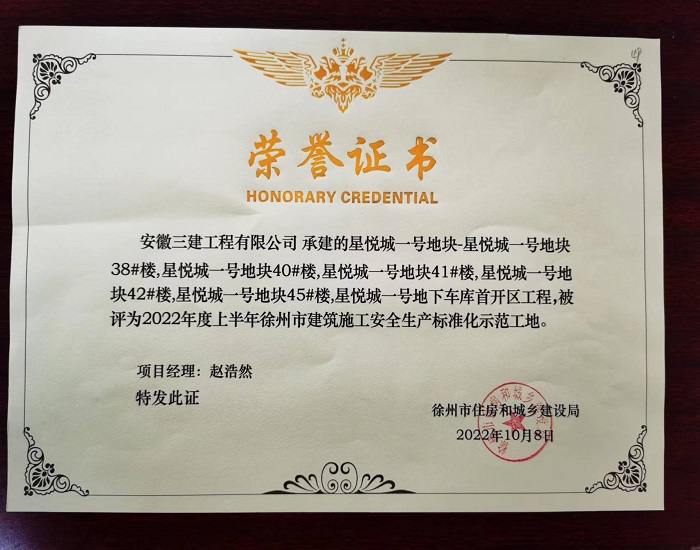 荣誉证书
HONORARY CREDENTIAL
安徽三建工程有限公司 承建的星悦城一号地块-星悦城一号地块
38#楼,星悦城一号地块40#楼,星悦城一号地块41#楼,星悦城一号地
块42#楼,星悦城一号地块45#楼,星悦城一号地下车库首开区工程,被
评为2022年度上半年徐州市建筑施工安全生产标准化示范工地。
项目经理：赵浩然
特发此证
徐州市住房和城乡建设局
2022年10月8日